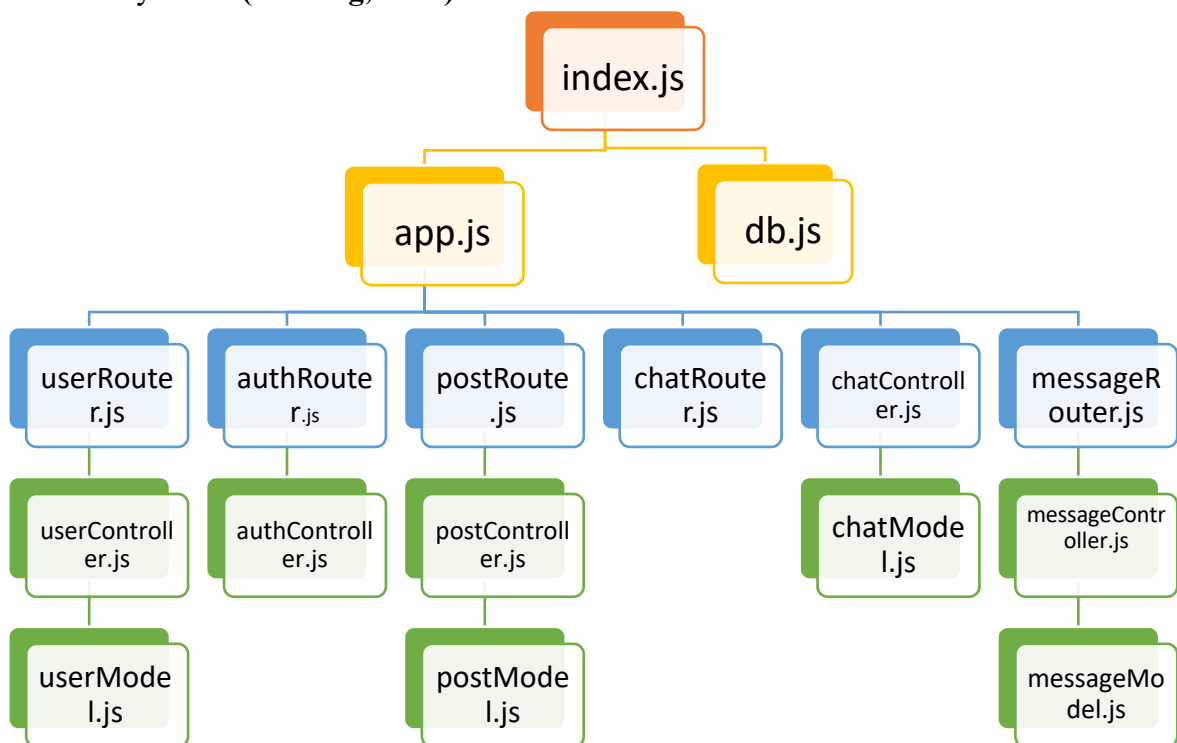 index.js
app.js
db.js
userRoute
r.js
authRoute
r.js
postRoute
.js
chatRoute
r.js
chatControll
er.js
messageR
outer.js
userControll
er.js
authControll
er.js
postControll
er.js
chatMode
l.js
messageContr
oller.js
userMode
l.js
postMode
l.js
messageMo
del.js